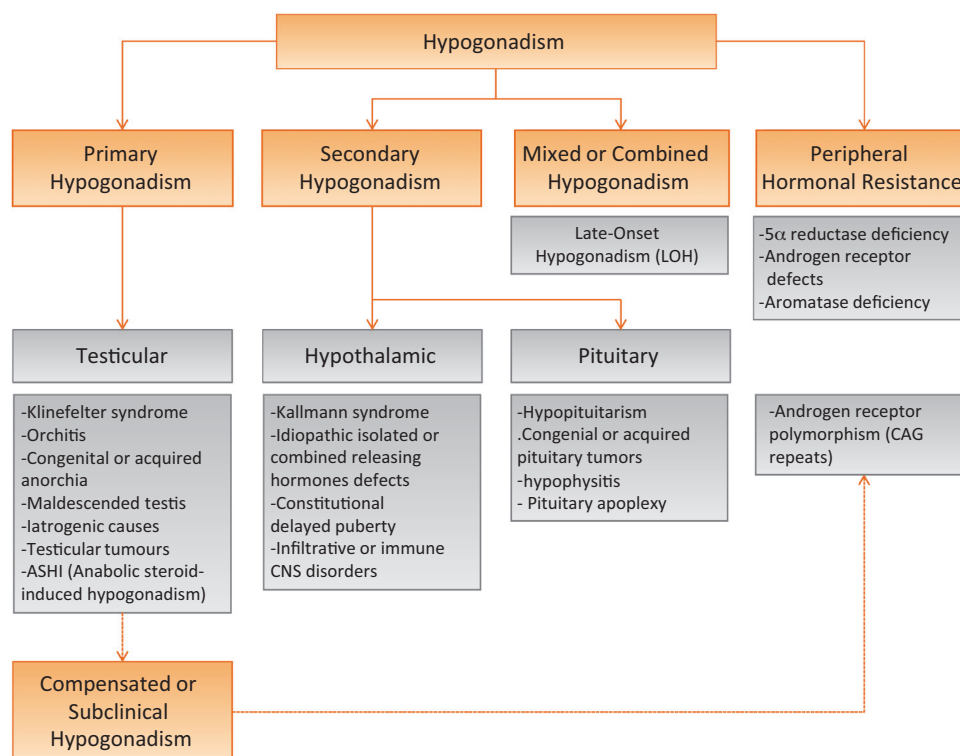 Hypogonadism
Primary
Hypogonadism
Secondary
Hypogonadism
Mixed or Combined
Hypogonadism
Peripheral
Hormonal Resistance
Late-Onset
Hypogonadism (LOH)
-5α reductase deficiency
-Androgen receptor
defects
-Aromatase deficiency
Testicular
Hypothalamic
Pituitary
-Klinefelter syndrome
-Orchitis
-Congenital or acquired
anorchia
-Maldescended testis
-Iatrogenic causes
-Testicular tumours
-ASHI (Anabolic steroid-
induced hypogonadism)
-Kallmann syndrome
-Idiopathic isolated or
combined releasing
hormones defects
-Constitutional
delayed puberty
-Infiltrative or immune
CNS disorders
-Hypopituitarism
.Congenial or acquired
pituitary tumors
-hypophysitis
- Pituitary apoplexy
-Androgen receptor
polymorphism (CAG
repeats)
Compensated or
Subclinical
Hypogonadism